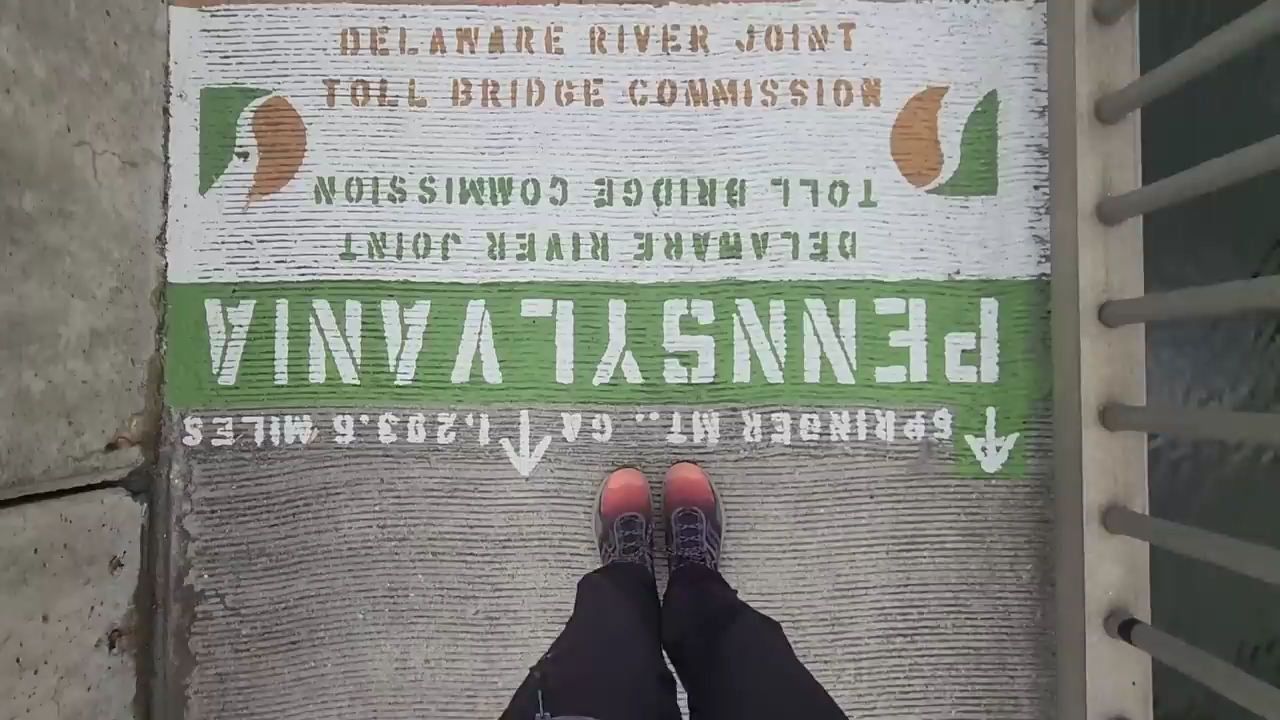 DELAWARE RIVER JOINT
TOLL BRIDGE COMMISSION
DELAWARE RIVER JOINT
TOLL BRIDGE COMMISSION
PENNSYLVANIA
SPRINGER MT., GA 1,293.6 MILES